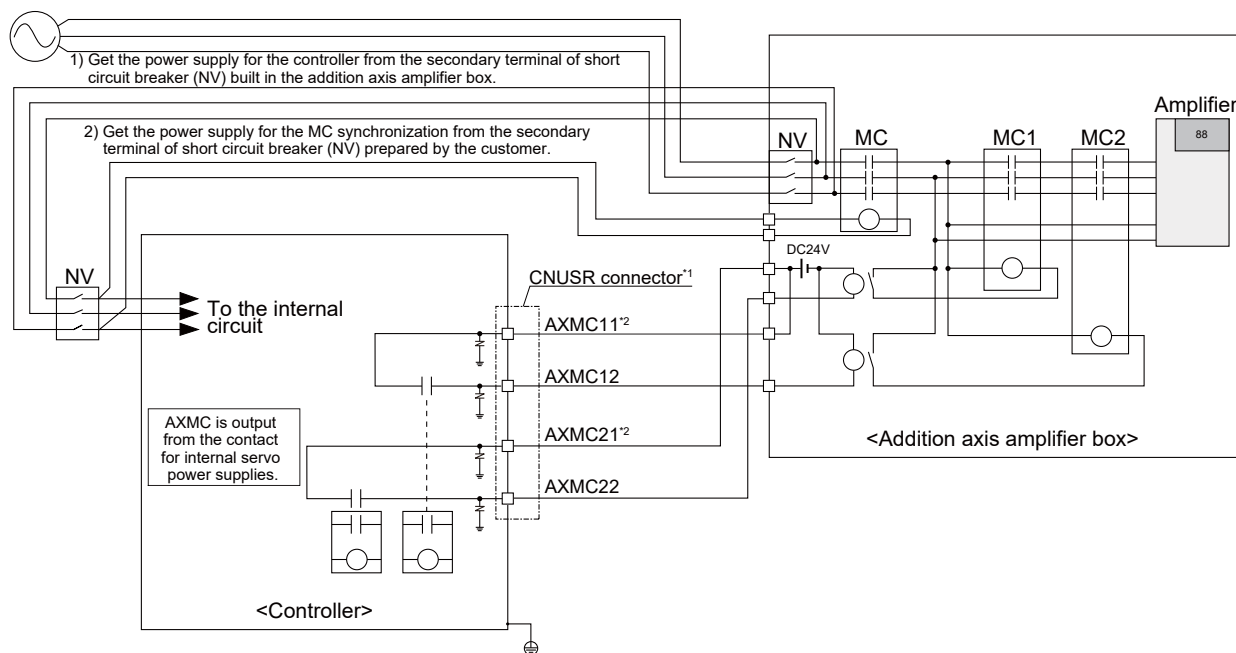 1) Get the power supply for the controller from the secondary terminal of short
circuit breaker (NV) built in the addition axis amplifier box.
2) Get the power supply for the MC synchronization from the secondary
terminal of short circuit breaker (NV) prepared by the customer.
Amplifier
88
NV
MC
MC1
MC2
DC24V
NV
To the internal
circuit
CNUSR connector*1
AXMC11*2
AXMC12
AXMC21*2
AXMC22
AXMC is output
from the contact
for internal servo
power supplies.
<Addition axis amplifier box>
<Controller>